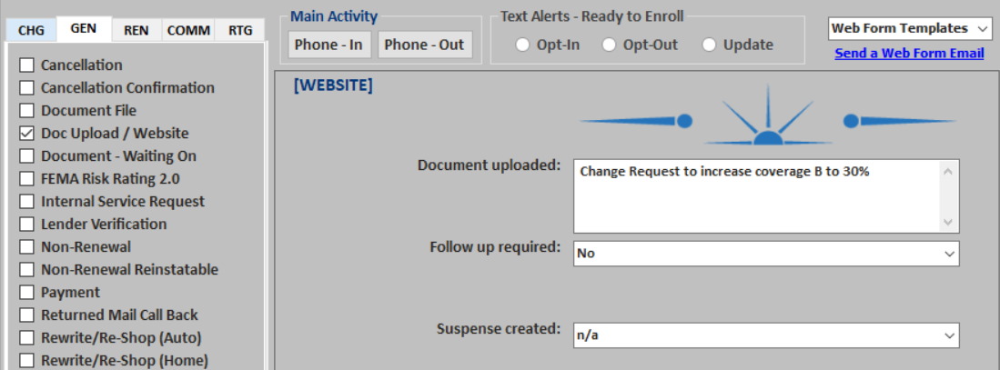 CHG GEN REN COMM RTG
Cancellation
Cancellation Confirmation
Document File
Doc Upload / Website
Document - Waiting On
FEMA Risk Rating 2.0
Internal Service Request
Lender Verification
Non-Renewal
Non-Renewal Reinstatable
Payment
Returned Mail Call Back
Rewrite/Re-Shop (Auto)
Rewrite/Re-Shop (Home)
Main Activity
Phone - In Phone - Out
Text Alerts - Ready to Enroll
Opt-In Opt-Out Update
Web Form Templates
Send a Web Form Email
[WEBSITE]
Document uploaded: Change Request to increase coverage B to 30%
Follow up required: No
Suspense created: n/a